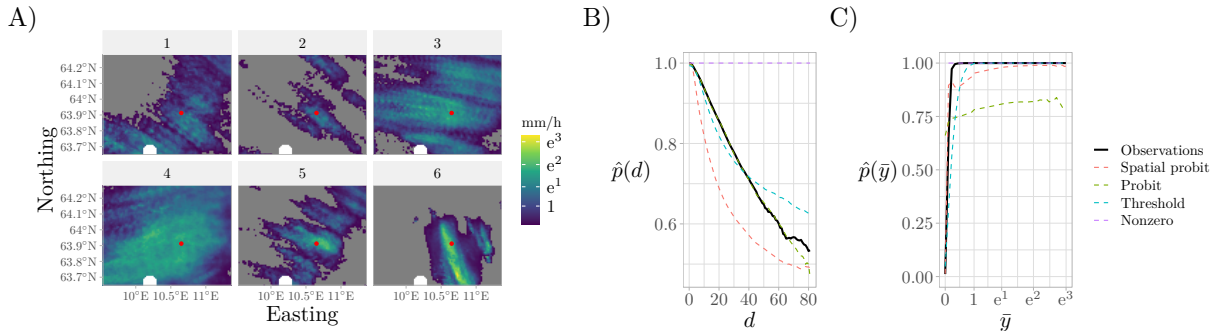 A)
1
2
3
64.2°N
64.1°N
64°N
63.9°N
63.8°N
63.7°N
4
5
6
64.2°N
64.1°N
64°N
63.9°N
63.8°N
63.7°N
10°E 10.5°E 11°E
10°E 10.5°E 11°E
10°E 10.5°E 11°E
Northing
Easting
mm/h
e³
e²
e¹
1
B)
1.0
0.8
0.6
p̂(d)
0 20 40 60 80
d
C)
1.00
0.75
0.50
0.25
0.00
p̂(ȳ)
0 1 e¹ e² e³
ȳ
Observations
Spatial probit
Probit
Threshold
Nonzero